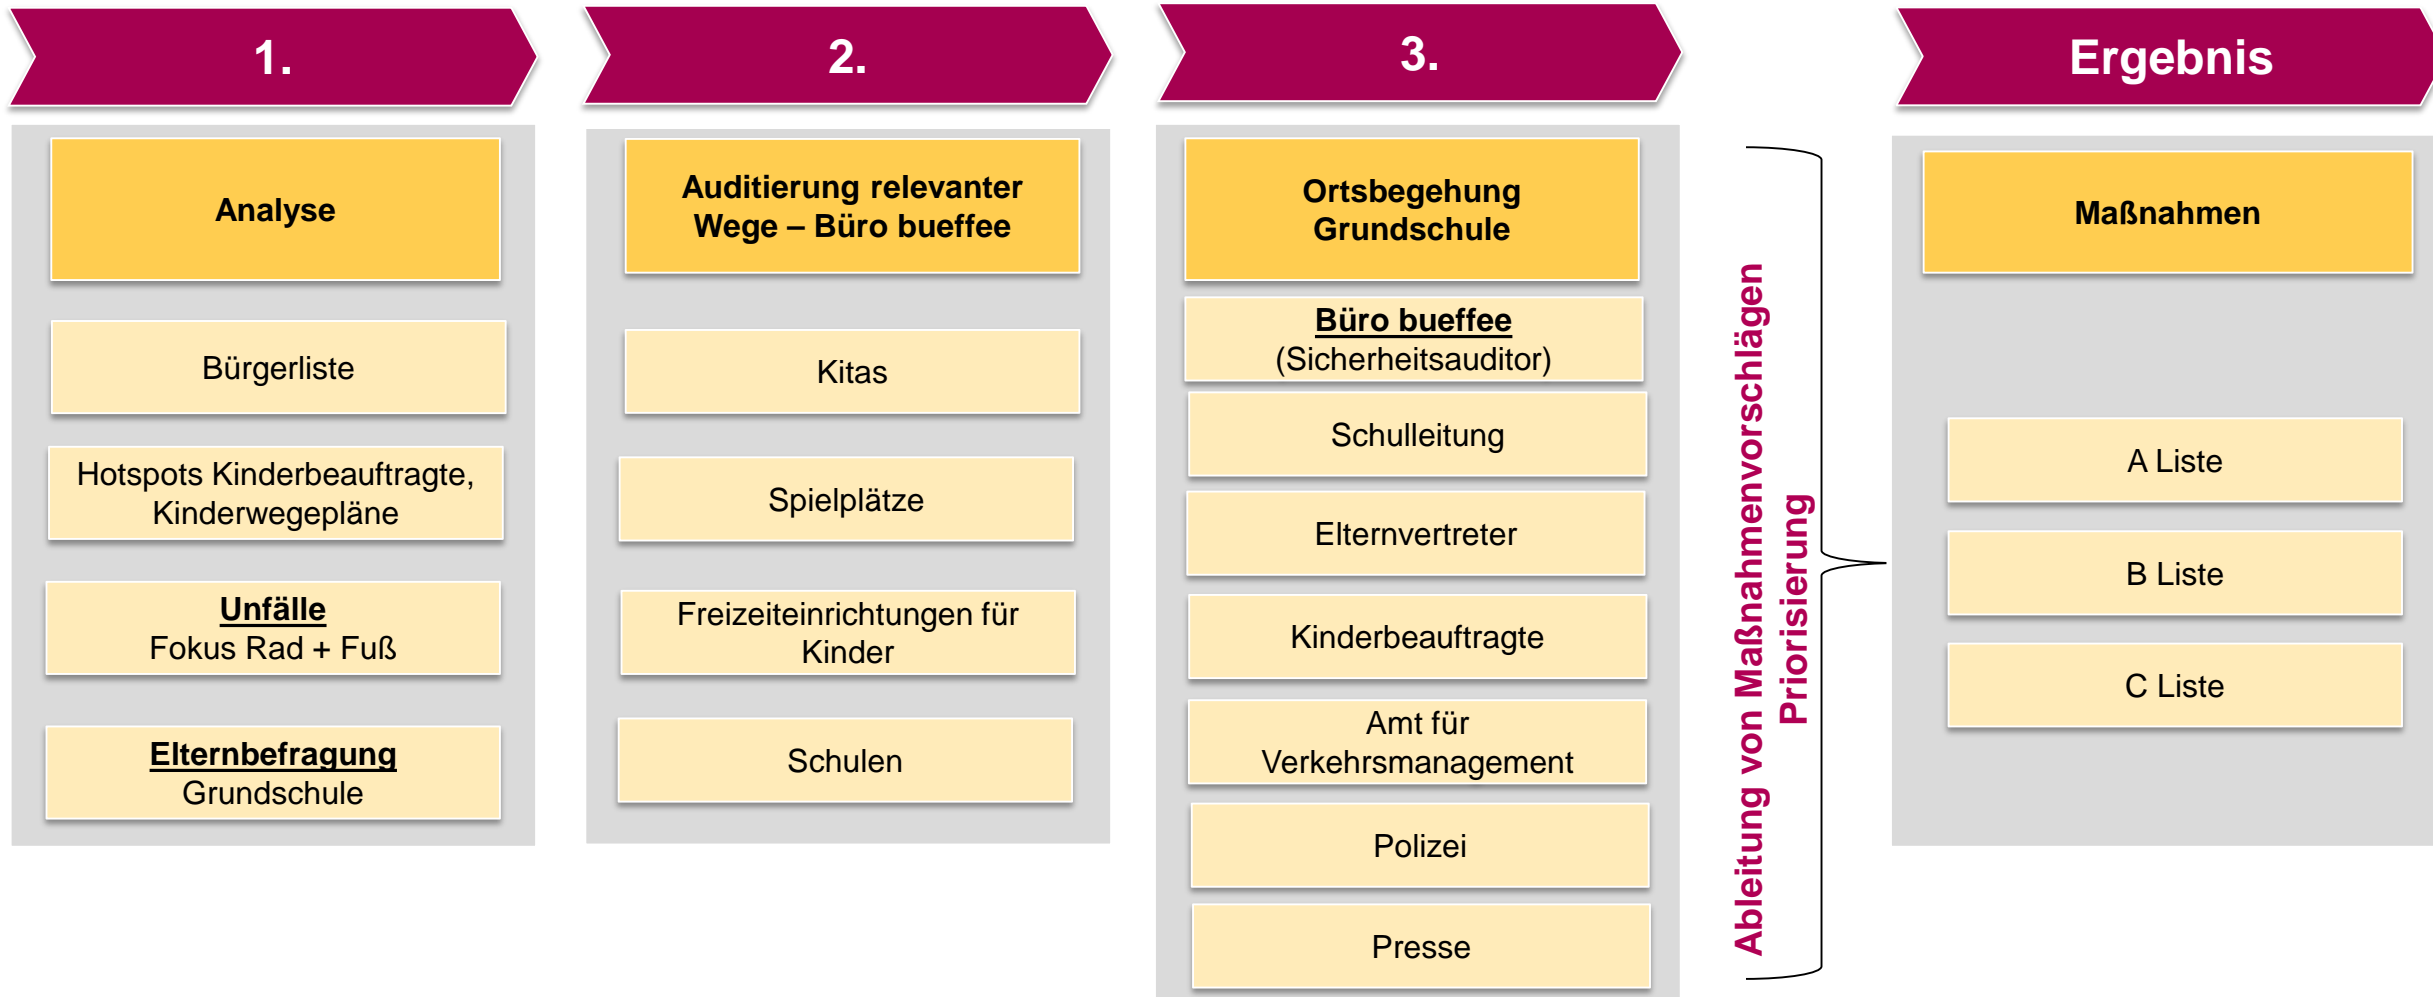 1.
Analyse
Bürgerliste
Hotspots Kinderbeauftragte,
Kinderwegepläne
Unfälle
Fokus Rad + Fuß
Elternbefragung
Grundschule
2.
Auditierung relevanter
Wege – Büro bueffee
Kitas
Spielplätze
Freizeiteinrichtungen für
Kinder
Schulen
3.
Ortsbegehung
Grundschule
Büro bueffee
(Sicherheitsauditor)
Schulleitung
Elternvertreter
Kinderbeauftragte
Amt für
Verkehrsmanagement
Polizei
Presse
Ableitung von Maßnahmenvorschlägen
Priorisierung
Ergebnis
Maßnahmen
A Liste
B Liste
C Liste